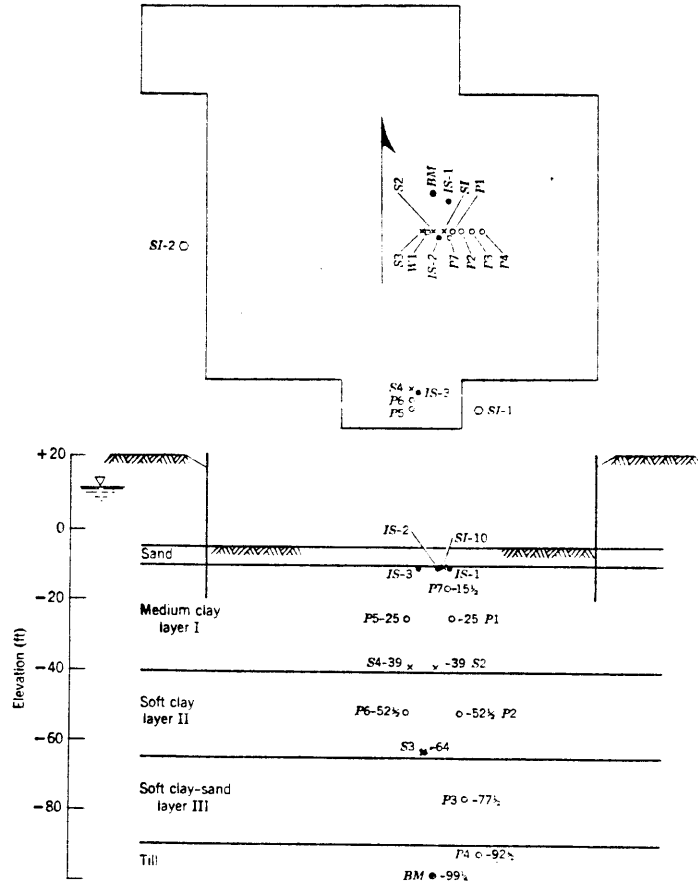 S2
BM
IS-1
SI
P1
SI-2
S3
W1
IS-2
P7
P2
P3
P4
S4
IS-3
P6
P5
SI-1
+20
0
IS-2
SI-10
Sand
IS-3
IS-1
-20
P7 -15½
Medium clay
layer I
P5-25
-25 P1
Elevation (ft)
S4-39
-39 S2
-40
Soft clay
layer II
P6-52½
-52½ P2
-60
S3 -64
Soft clay-sand
layer III
P3 -77½
-80
Till
P4 -92½
BM -99¼